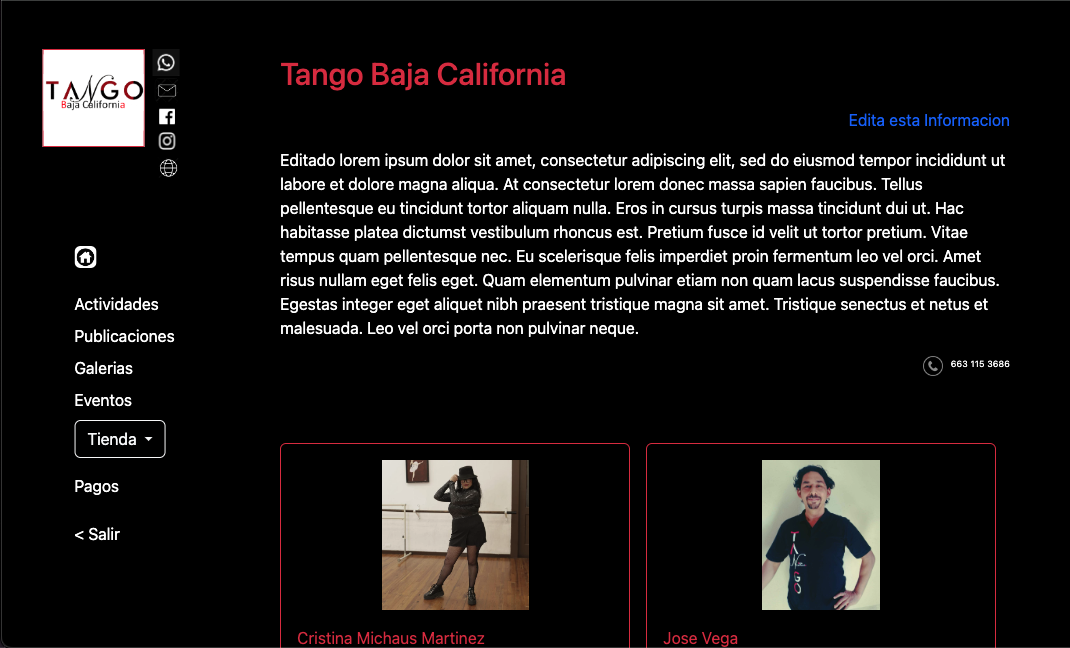 TANGO
Baja California
Tango Baja California
Edita esta Informacion
Editado lorem ipsum dolor sit amet, consectetur adipiscing elit, sed do eiusmod tempor incididunt ut
labore et dolore magna aliqua. At consectetur lorem donec massa sapien faucibus. Tellus
pellentesque eu tincidunt tortor aliquam nulla. Eros in cursus turpis massa tincidunt dui ut. Hac
habitasse platea dictumst vestibulum rhoncus est. Pretium fusce id velit ut tortor pretium. Vitae
tempus quam pellentesque nec. Eu scelerisque felis imperdiet proin fermentum leo vel orci. Amet
risus nullam eget felis eget. Quam elementum pulvinar etiam non quam lacus suspendisse faucibus.
Egestas integer eget aliquet nibh praesent tristique magna sit amet. Tristique senectus et netus et
malesuada. Leo vel orci porta non pulvinar neque.
663 115 3686
Actividades
Publicaciones
Galerias
Eventos
Tienda
Pagos
< Salir
TANGO
Cristina Michaus Martinez
Jose Vega